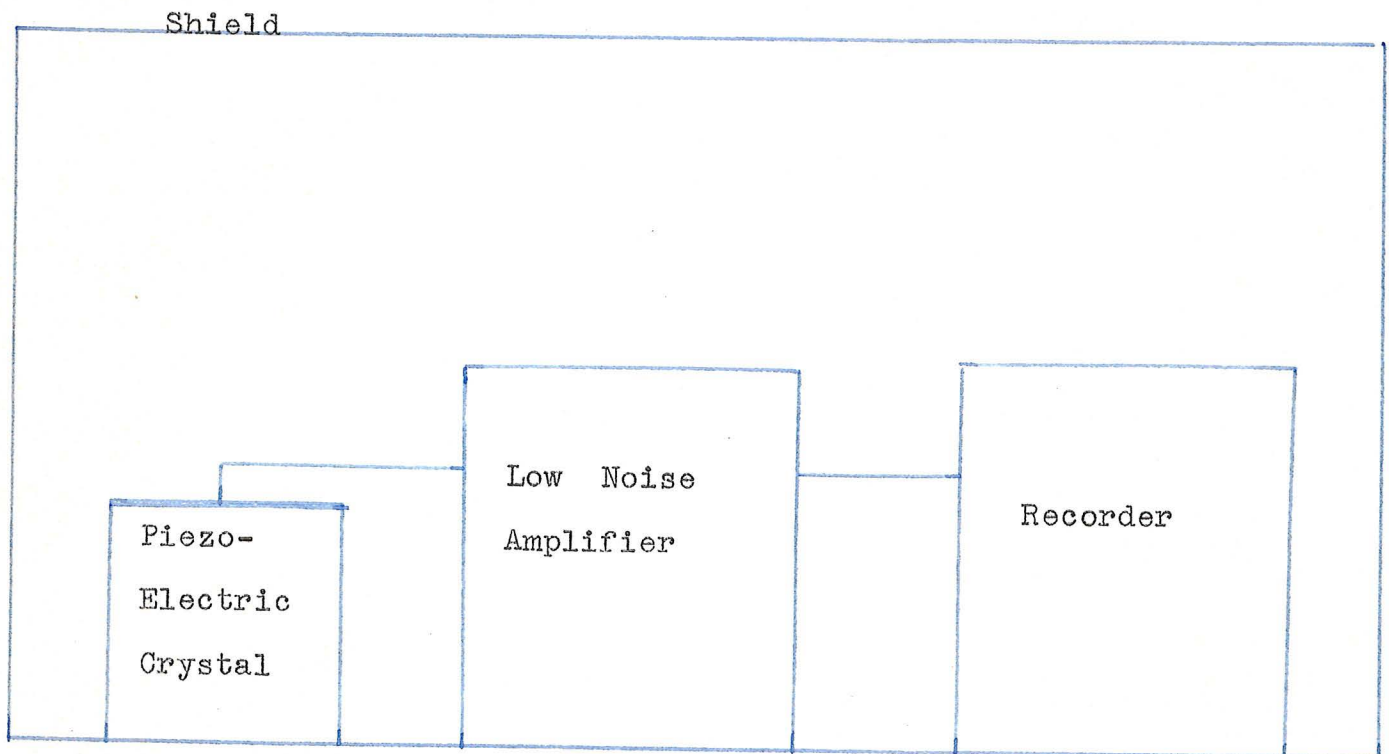 Shield
Low Noise
Amplifier
Recorder
Piezo-
Electric
Crystal